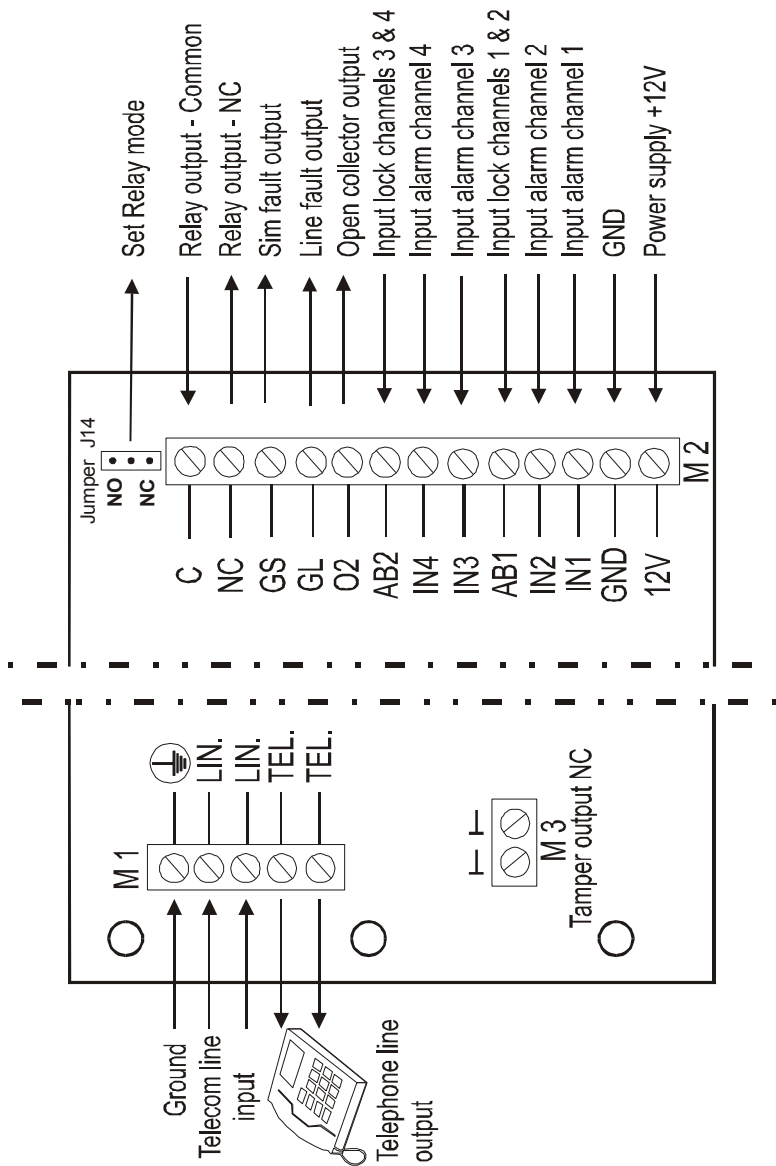 Set Relay mode
Relay output - Common
Relay output - NC
Sim fault output
Line fault output
Open collector output
Input lock channels 3 & 4
Input alarm channel 4
Input alarm channel 3
Input lock channels 1 & 2
Input alarm channel 2
Input alarm channel 1
GND
Power supply +12V
Jumper J14
NO
NC
M 2
C
NC
GS
GL
O2
AB2
IN4
IN3
AB1
IN2
IN1
GND
12V
LIN.
LIN.
TEL.
TEL.
M 1
M 3
Tamper output NC
Ground
Telecom line
input
Telephone line
output